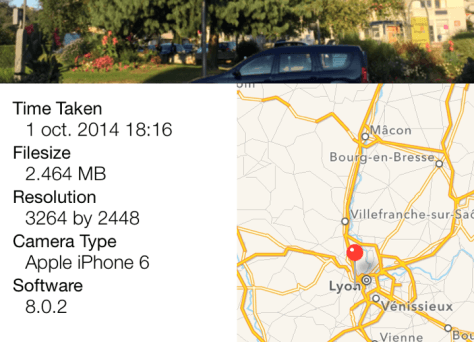 Time Taken
1 oct. 2014 18:16
Filesize
2.464 MB
Resolution
3264 by 2448
Camera Type
Apple iPhone 6
Software
8.0.2
Mâcon
Bourg-en-Bresse
Villefranche-sur-Saô
Lyon
Vénissieux
Vienne
Bou